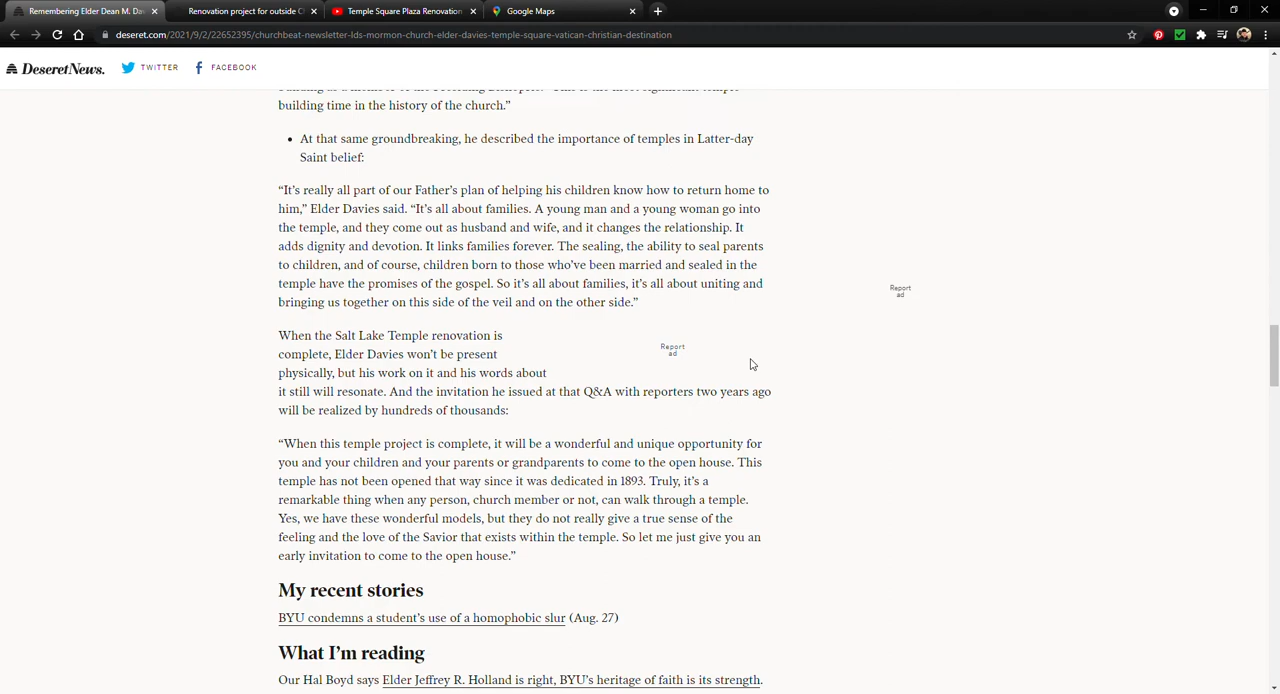 Remembering Elder Dean M. Dav
Renovation project for outside C
Temple Square Plaza Renovation
Google Maps
deseret.com/2021/9/2/22652395/churchbeat-newsletter-lds-mormon-church-elder-davies-temple-square-vatican-christian-destination
Deseret News.
TWITTER
FACEBOOK
building time in the history of the church.”
• At that same groundbreaking, he described the importance of temples in Latter-day
Saint belief:
“It’s really all part of our Father’s plan of helping his children know how to return home to
him,” Elder Davies said. “It’s all about families. A young man and a young woman go into
the temple, and they come out as husband and wife, and it changes the relationship. It
adds dignity and devotion. It links families forever. The sealing, the ability to seal parents
to children, and of course, children born to those who’ve been married and sealed in the
temple have the promises of the gospel. So it’s all about families, it’s all about uniting and
bringing us together on this side of the veil and on the other side.”
Report
ad
When the Salt Lake Temple renovation is
complete, Elder Davies won’t be present
physically, but his work on it and his words about
Report
ad
it still will resonate. And the invitation he issued at that Q&A with reporters two years ago
will be realized by hundreds of thousands:
“When this temple project is complete, it will be a wonderful and unique opportunity for
you and your children and your parents or grandparents to come to the open house. This
temple has not been opened that way since it was dedicated in 1893. Truly, it’s a
remarkable thing when any person, church member or not, can walk through a temple.
Yes, we have these wonderful models, but they do not really give a true sense of the
feeling and the love of the Savior that exists within the temple. So let me just give you an
early invitation to come to the open house.”
My recent stories
BYU condemns a student’s use of a homophobic slur (Aug. 27)
What I’m reading
Our Hal Boyd says Elder Jeffrey R. Holland is right, BYU’s heritage of faith is its strength.